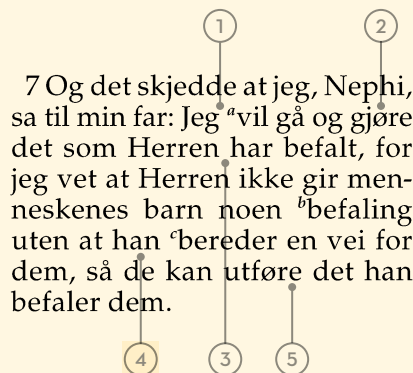 1 2
7 Og det skjedde at jeg, Nephi,
sa til min far: Jeg ᵃvil gå og gjøre
det som Herren har befalt, for
jeg vet at Herren ikke gir men-
neskenes barn noen ᵇbefaling
uten at han ᶜbereder en vei for
dem, så de kan utføre det han
befaler dem.
4 3 5